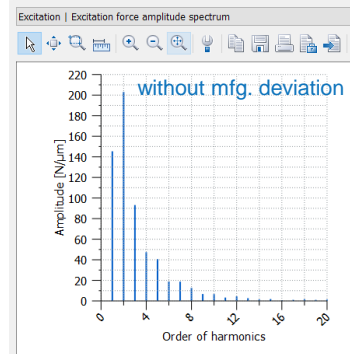 Excitation | Excitation force amplitude spectrum
without mfg. deviation
Amplitude [N/µm]
220
200
180
160
140
120
100
80
60
40
20
0
0 4 8 12 16 20
Order of harmonics